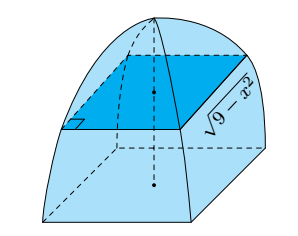 √(9 − x²)